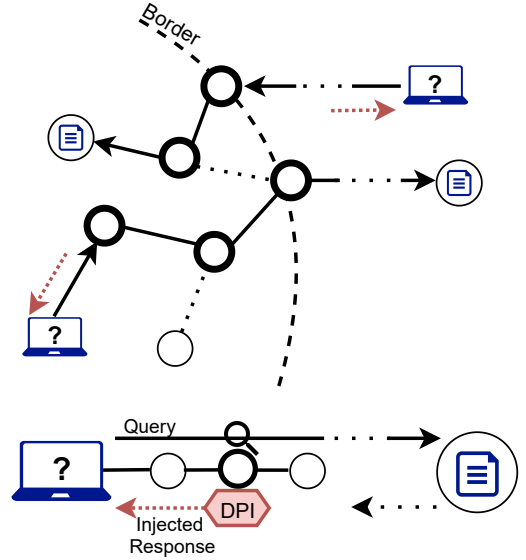 Border
?
?
Query
?
DPI
Injected
Response